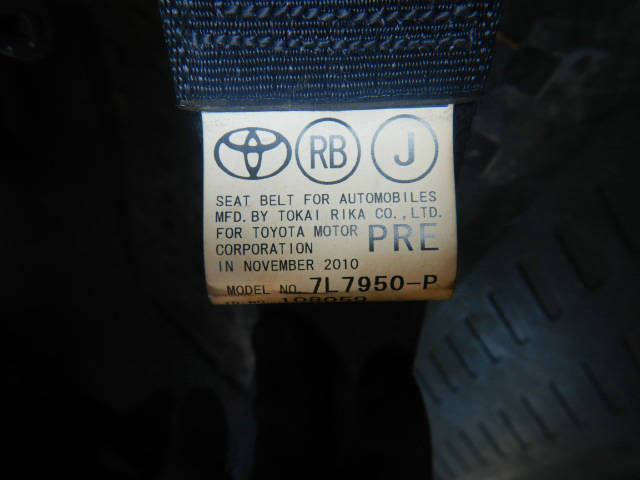 RB J
SEAT BELT FOR AUTOMOBILES
MFD. BY TOKAI RIKA CO.,LTD.
FOR TOYOTA MOTOR
CORPORATION PRE
IN NOVEMBER 2010
MODEL NO. 7L7950-P